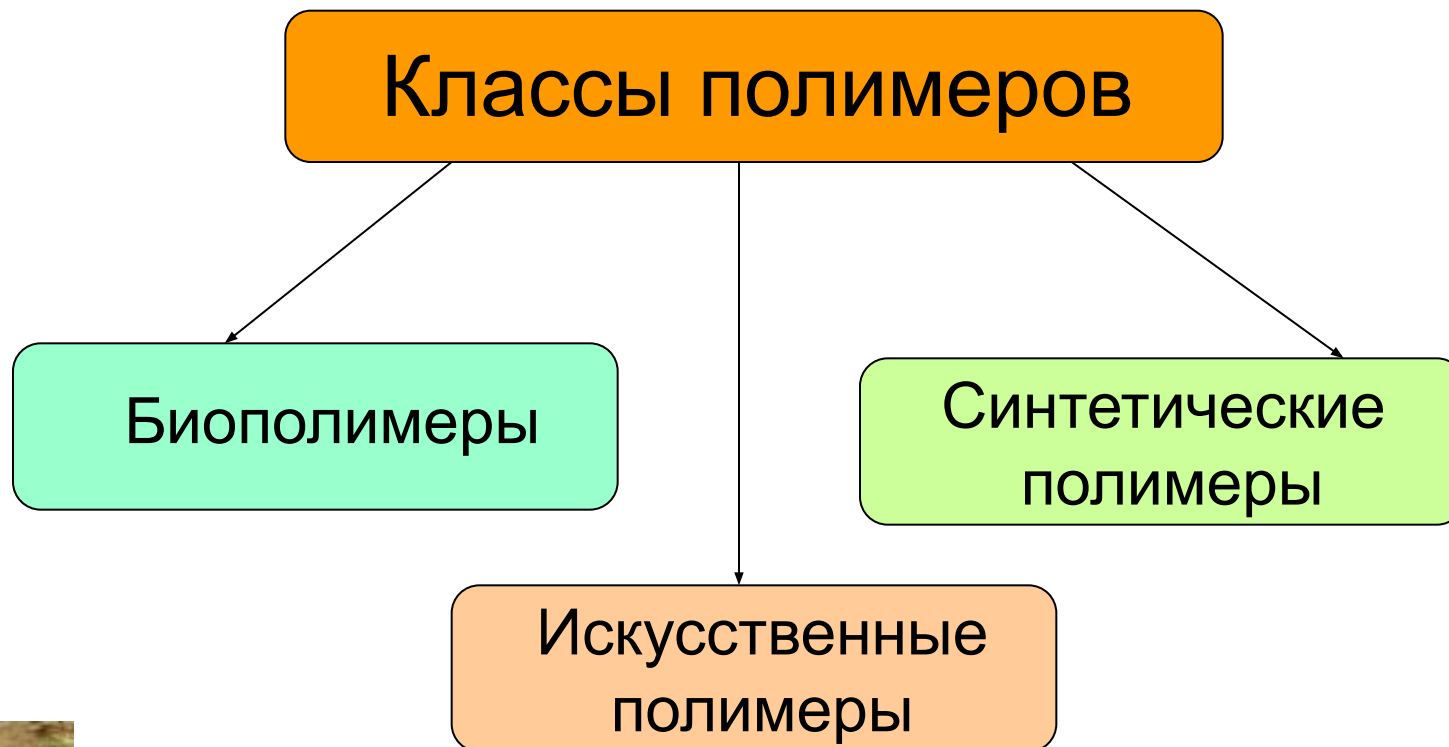 Классы полимеров
Биополимеры
Синтетические
полимеры
Искусственные
полимеры